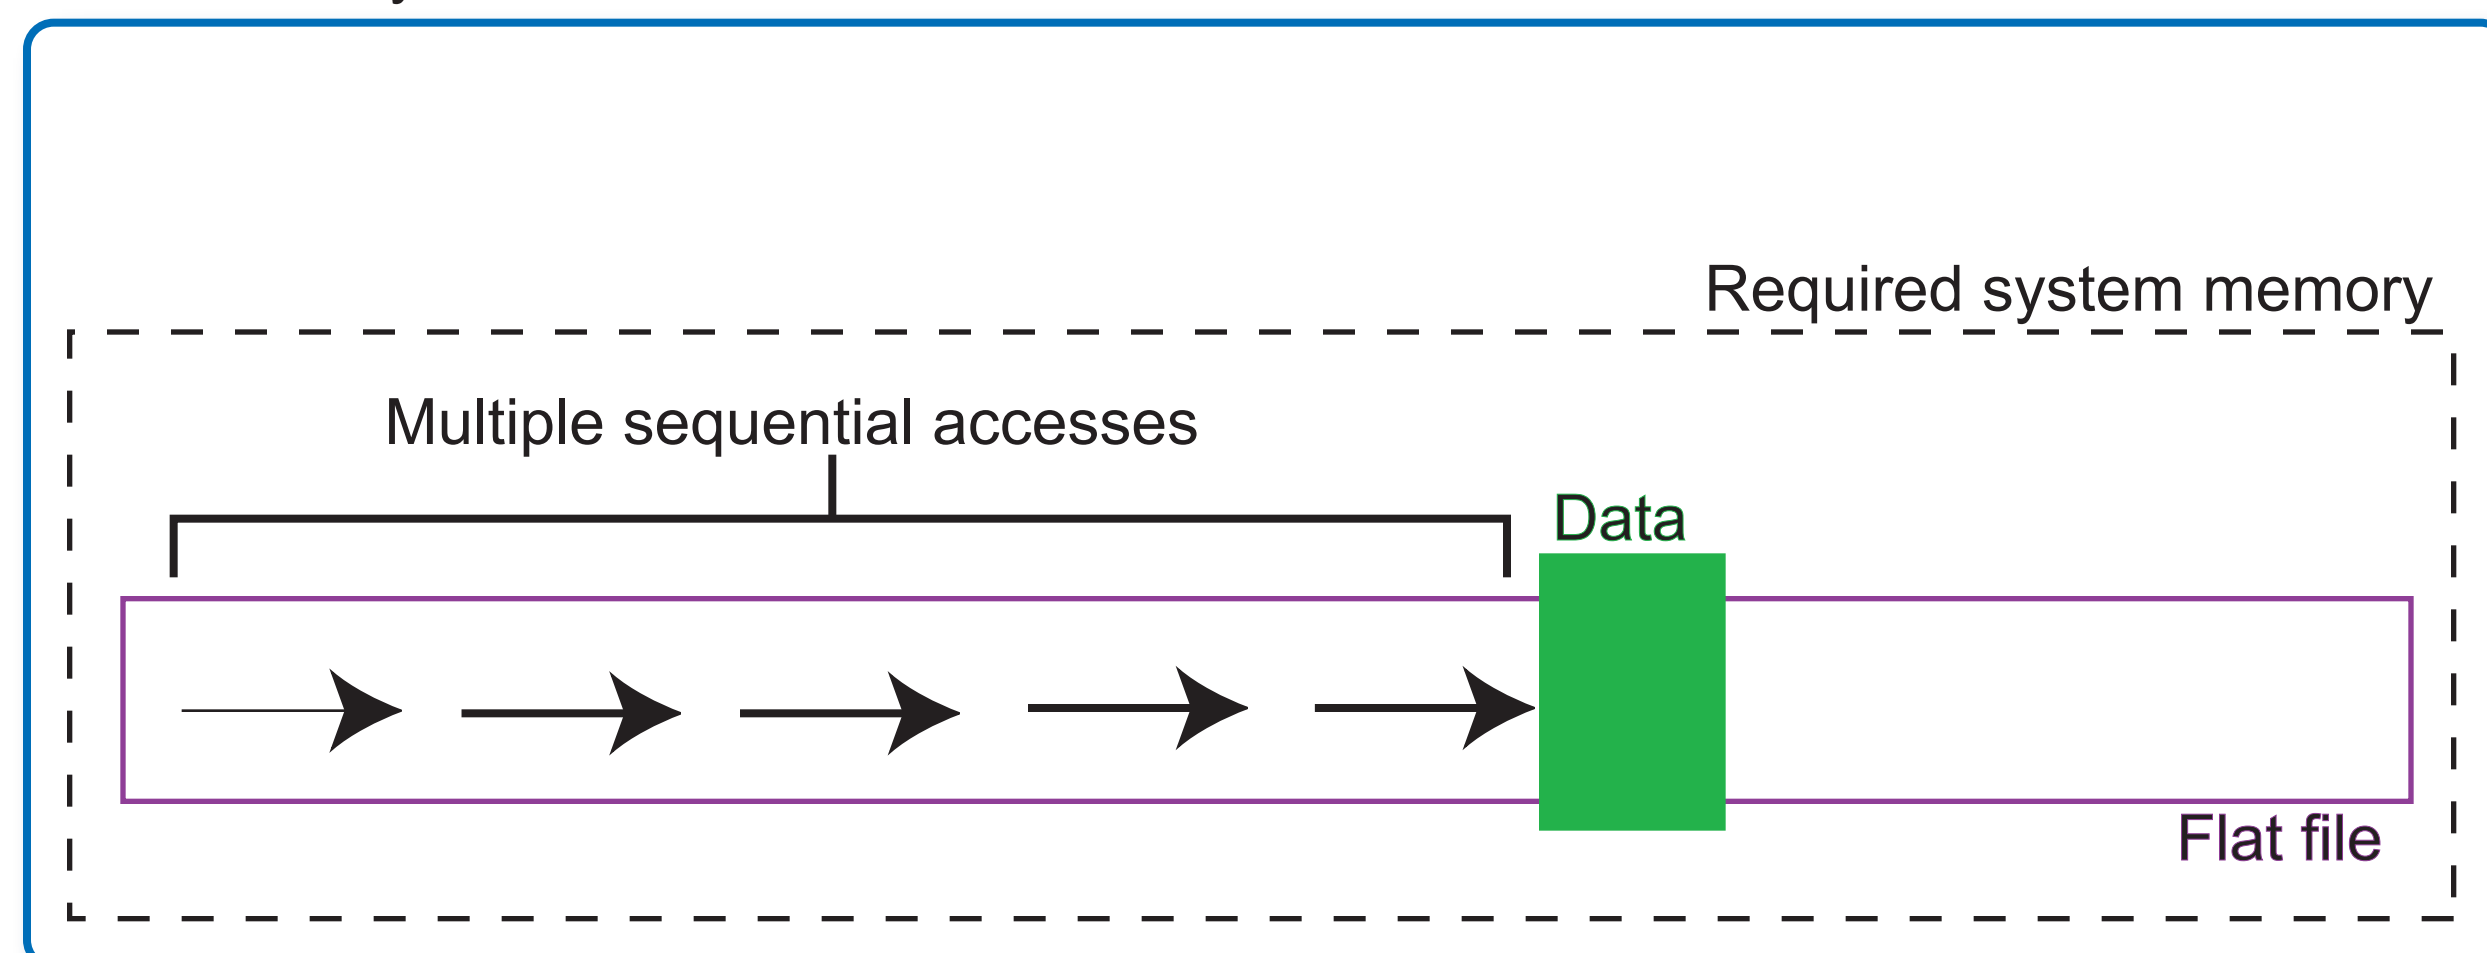 Required system memory
Multiple sequential accesses
Data
Flat file